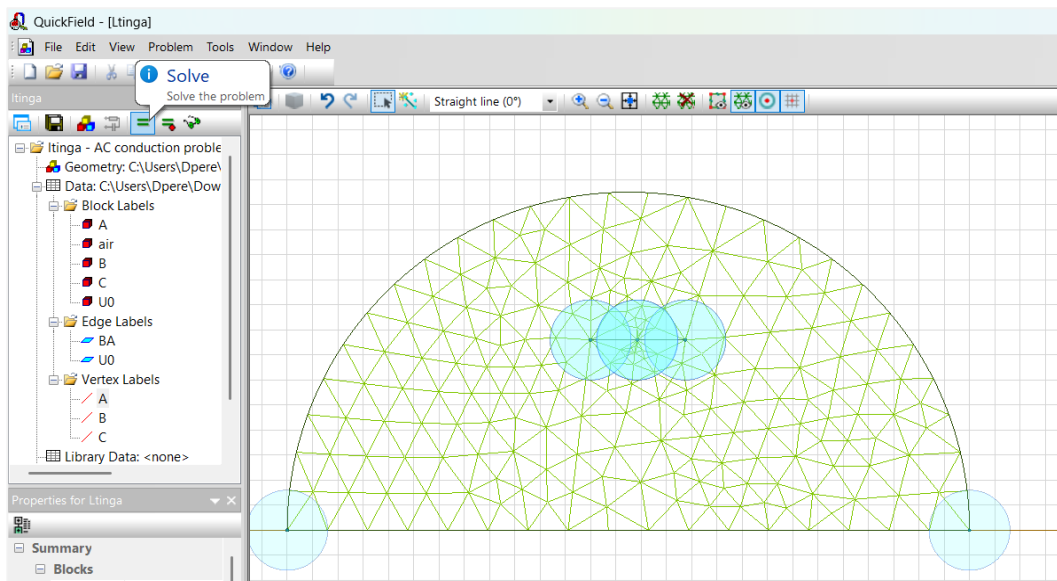 QuickField - [Ltinga]
File Edit View Problem Tools Window Help
Solve
Solve the problem
ltinga
Straight line (0°)
ltinga - AC conduction proble
Geometry: C:\Users\Dpere\
Data: C:\Users\Dpere\Dow
Block Labels
A
air
B
C
U0
Edge Labels
BA
U0
Vertex Labels
A
B
C
Library Data: <none>
Properties for Ltinga
Summary
Blocks